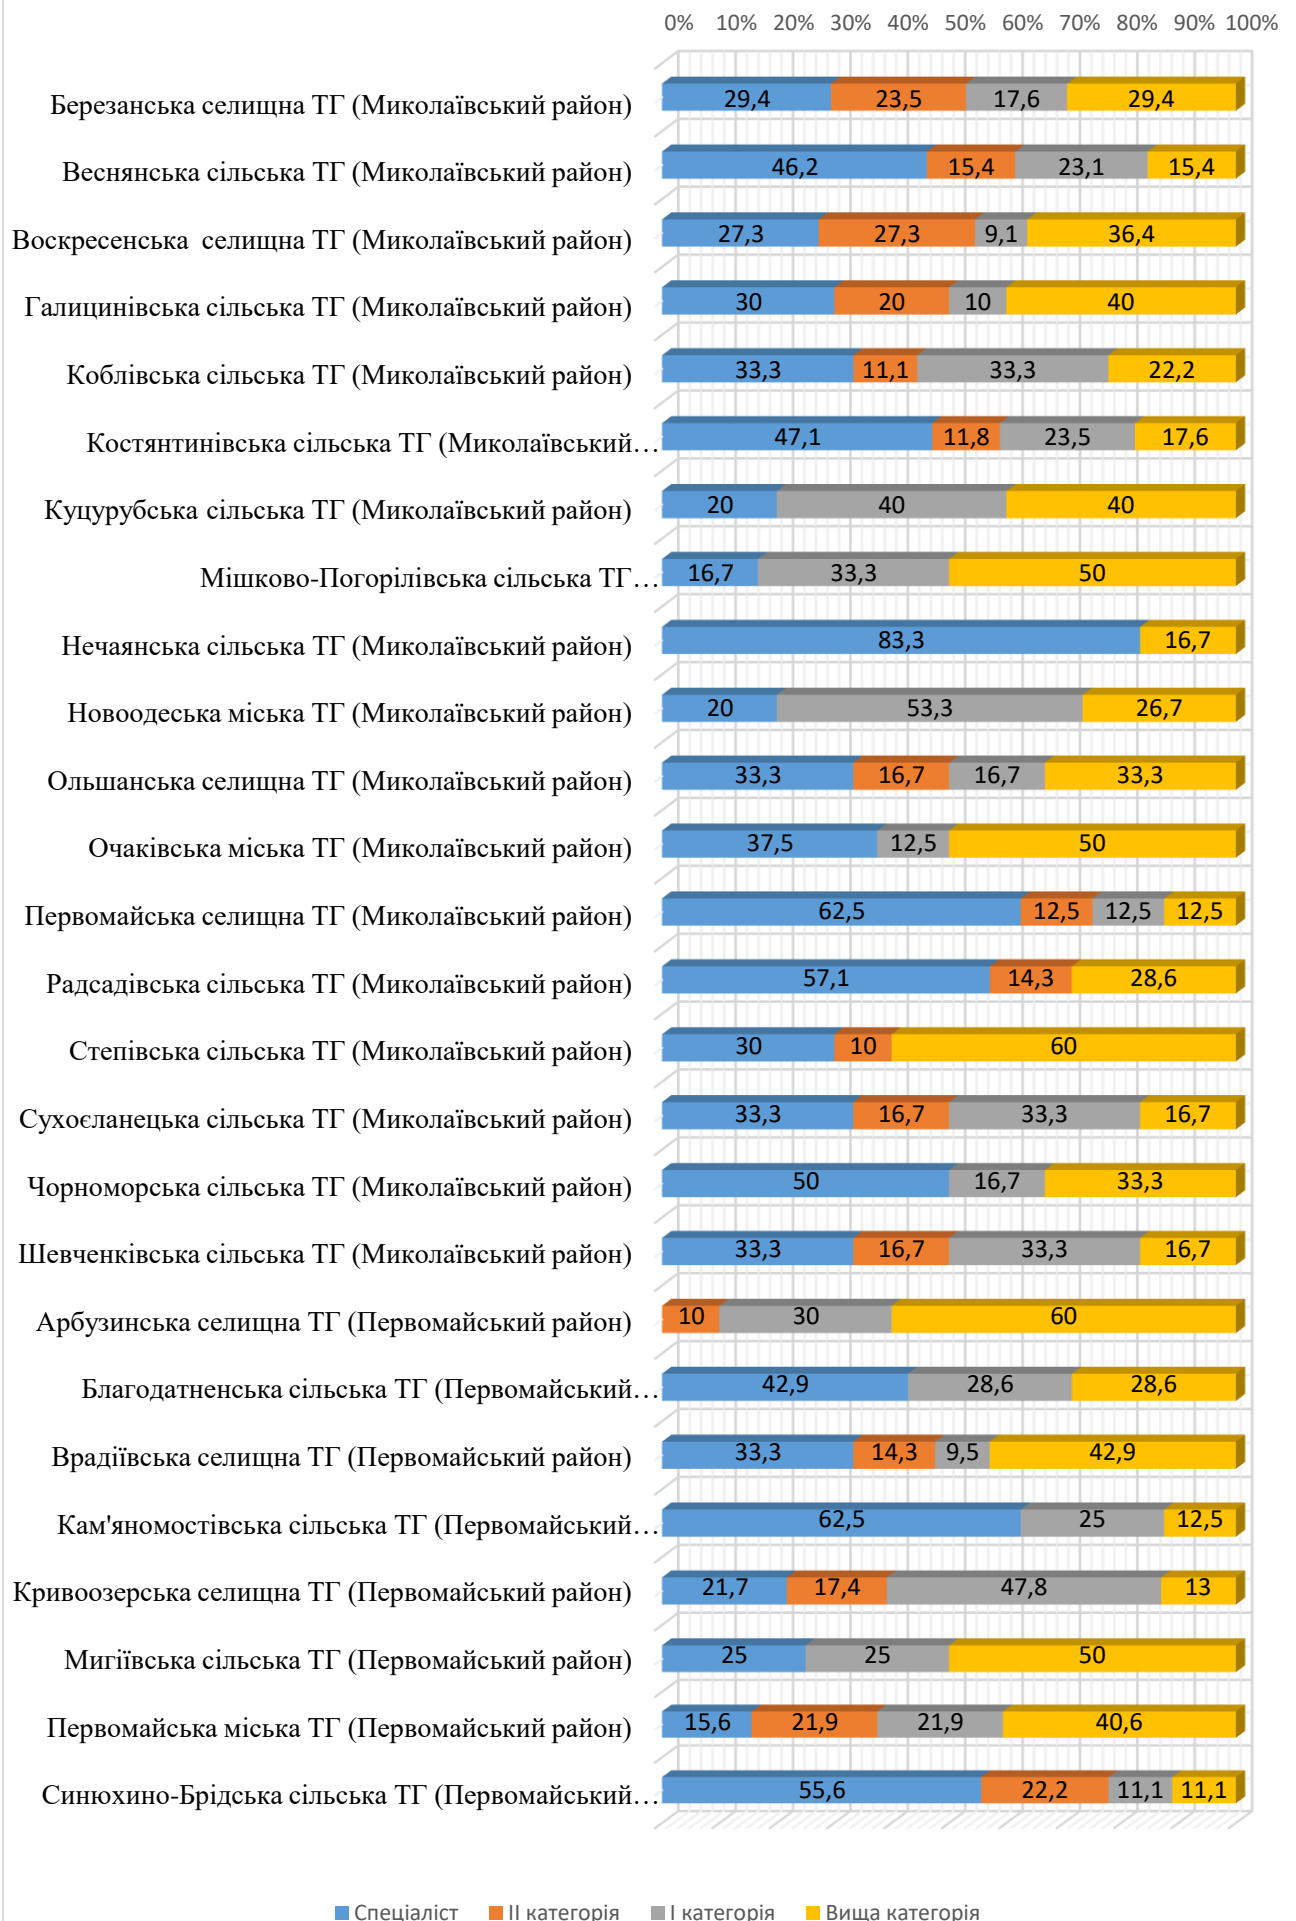 0% 10% 20% 30% 40% 50% 60% 70% 80% 90% 100%
Березанська селищна ТГ (Миколаївський район) 29,4 23,5 17,6 29,4
Веснянська сільська ТГ (Миколаївський район) 46,2 15,4 23,1 15,4
Воскресенська селищна ТГ (Миколаївський район) 27,3 27,3 9,1 36,4
Галицинівська сільська ТГ (Миколаївський район) 30 20 10 40
Коблівська сільська ТГ (Миколаївський район) 33,3 11,1 33,3 22,2
Костянтинівська сільська ТГ (Миколаївський… 47,1 11,8 23,5 17,6
Куцурубська сільська ТГ (Миколаївський район) 20 40 40
Мішково-Погорілівська сільська ТГ… 16,7 33,3 50
Нечаянська сільська ТГ (Миколаївський район) 83,3 16,7
Новоодеська міська ТГ (Миколаївський район) 20 53,3 26,7
Ольшанська селищна ТГ (Миколаївський район) 33,3 16,7 16,7 33,3
Очаківська міська ТГ (Миколаївський район) 37,5 12,5 50
Первомайська селищна ТГ (Миколаївський район) 62,5 12,5 12,5 12,5
Радсадівська сільська ТГ (Миколаївський район) 57,1 14,3 28,6
Степівська сільська ТГ (Миколаївський район) 30 10 60
Сухоєланецька сільська ТГ (Миколаївський район) 33,3 16,7 33,3 16,7
Чорноморська сільська ТГ (Миколаївський район) 50 16,7 33,3
Шевченківська сільська ТГ (Миколаївський район) 33,3 16,7 33,3 16,7
Арбузинська селищна ТГ (Первомайський район) 10 30 60
Благодатненська сільська ТГ (Первомайський… 42,9 28,6 28,6
Врадіївська селищна ТГ (Первомайський район) 33,3 14,3 9,5 42,9
Кам'яномостівська сільська ТГ (Первомайський… 62,5 25 12,5
Кривоозерська селищна ТГ (Первомайський район) 21,7 17,4 47,8 13
Мигіївська сільська ТГ (Первомайський район) 25 25 50
Первомайська міська ТГ (Первомайський район) 15,6 21,9 21,9 40,6
Синюхино-Брідська сільська ТГ (Первомайський… 55,6 22,2 11,1 11,1
Спеціаліст ІІ категорія І категорія Вища категорія